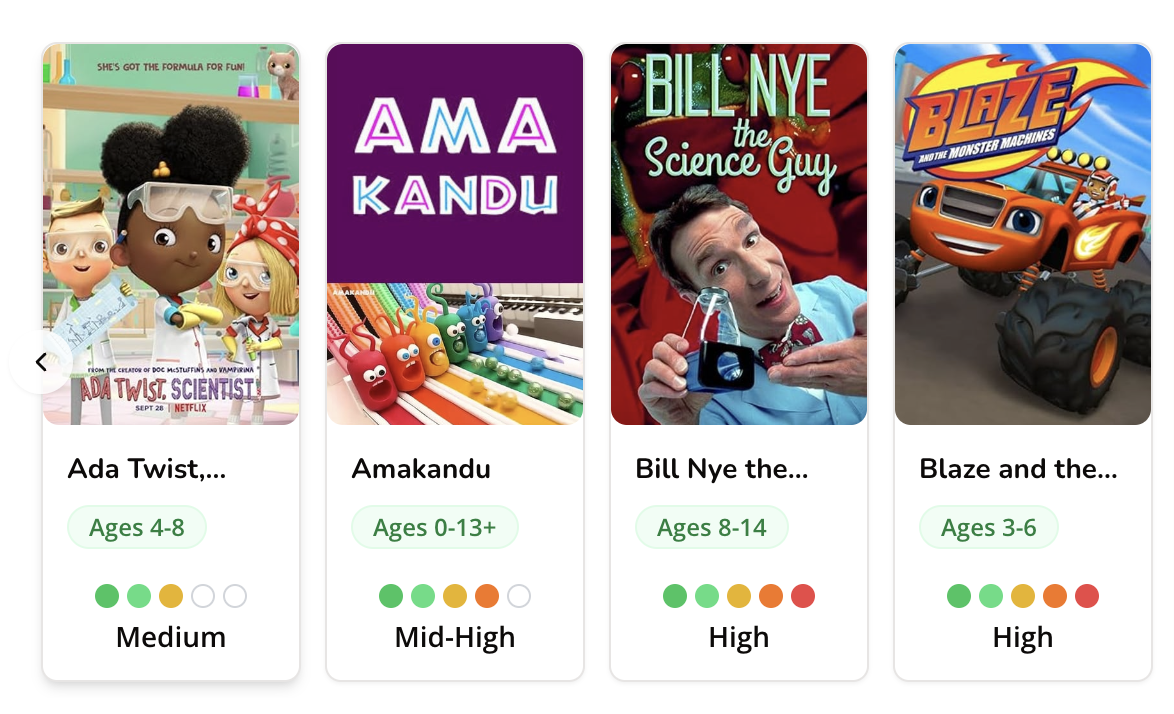 SHE'S GOT THE FORMULA FOR FUN!
FROM THE CREATOR OF DOC McSTUFFINS AND VAMPIRINA
ADA TWIST, SCIENTIST
SEPT 28 | NETFLIX
Ada Twist,...
Ages 4-8
Medium
AMA
KANDU
AMAKANDU
Amakandu
Ages 0-13+
Mid-High
BILL NYE
the
Science Guy
Bill Nye the...
Ages 8-14
High
BLAZE
AND THE MONSTER MACHINES
Blaze and the...
Ages 3-6
High